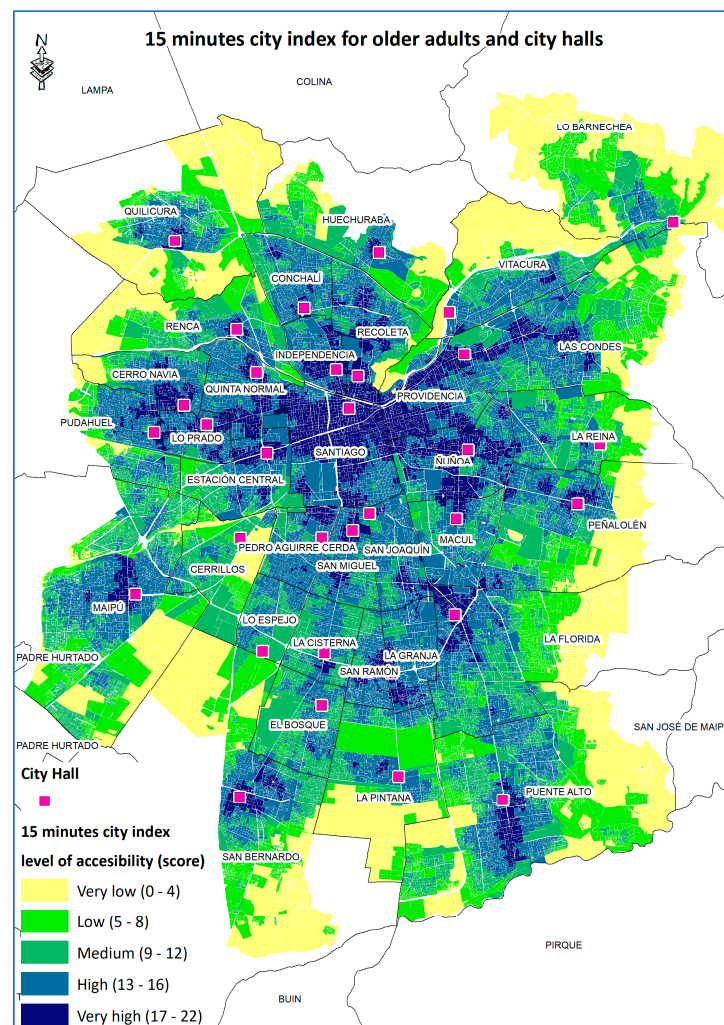 15 minutes city index for older adults and city halls
N
COLINA
LAMPA
LO BARNECHEA
QUILICURA
HUECHURABA
VITACURA
CONCHALÍ
RENCA
RECOLETA
LAS CONDES
INDEPENDENCIA
CERRO NAVIA
QUINTA NORMAL
PROVIDENCIA
PUDAHUEL
LO PRADO
LA REINA
SANTIAGO
ÑUÑOA
ESTACIÓN CENTRAL
PEÑALOLÉN
MACUL
PEDRO AGUIRRE CERDA
SAN JOAQUÍN
SAN MIGUEL
CERRILLOS
MAIPÚ
LO ESPEJO
LA FLORIDA
LA CISTERNA
LA GRANJA
PADRE HURTADO
SAN RAMÓN
EL BOSQUE
SAN JOSÉ DE MAIP
PADRE HURTADO
City Hall
PUENTE ALTO
LA PINTANA
15 minutes city index
level of accesibility (score)
SAN BERNARDO
Very low (0 - 4)
Low (5 - 8)
Medium (9 - 12)
PIRQUE
High (13 - 16)
T
BUIN
Very high (17 - 22)